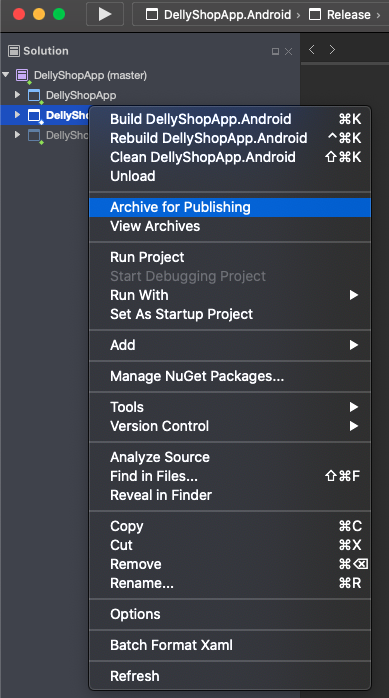 DellyShopApp.Android › Release ›
Solution
DellyShopApp (master)
DellyShopApp
DellySh
DellySho
Build DellyShopApp.Android ⌘K
Rebuild DellyShopApp.Android ^⌘K
Clean DellyShopApp.Android ⇧⌘K
Unload
Archive for Publishing
View Archives
Run Project
Start Debugging Project
Run With
Set As Startup Project
Add
Manage NuGet Packages...
Tools
Version Control
Analyze Source
Find in Files... ⇧⌘F
Reveal in Finder
Copy ⌘C
Cut ⌘X
Remove ⌘⌫
Rename... ⌘R
Options
Batch Format Xaml
Refresh